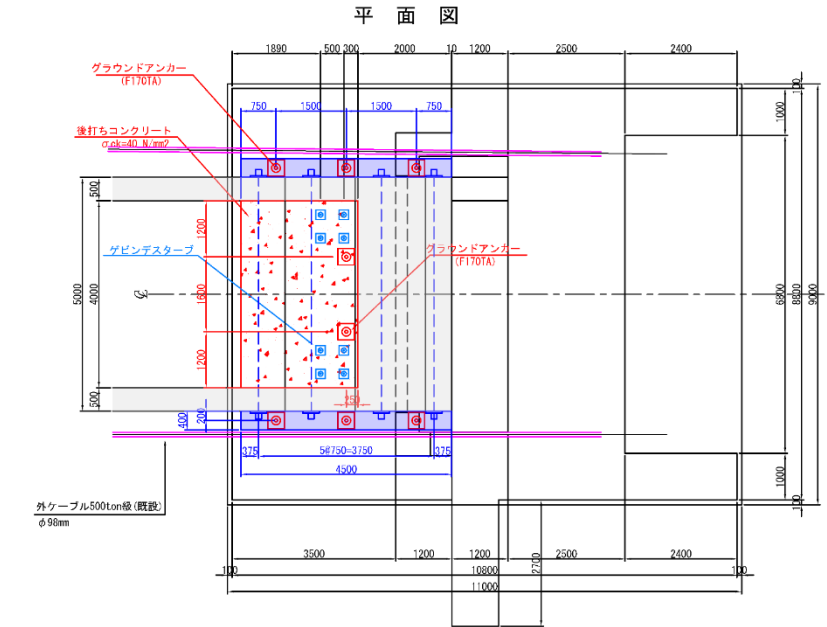 平 面 図
1890 500 300 2000 10 1200 2500 2400
グラウンドアンカー
(F170TA)
100
750 1500 1500 750
1000
後打ちコンクリート
σck=40 N/mm2
500
1200
ゲビンデスターブ
グラウンドアンカー
(F170TA)
5000 4000 1600
6800 8800 9000
1200
250
500
400 200
375 5@750=3750 375
4500
1000
100
外ケーブル500ton級(既設)
φ98mm
3500 1200 1200 2500 2400
2700
100 10800 100
11000